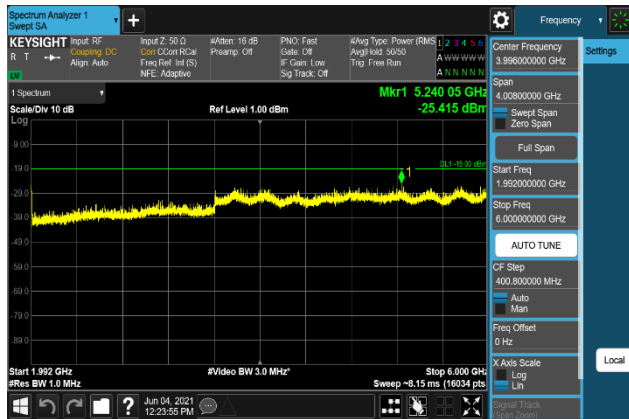 Spectrum Analyzer 1
Swept SA
Frequency
KEYSIGHT
R T
LW
Input: RF
Coupling: DC
Align: Auto
Input Z: 50 Ω
Corr CCorr RCal
Freq Ref: Int (S)
NFE: Adaptive
#Atten: 16 dB
Preamp: Off
PNO: Fast
Gate: Off
IF Gain: Low
Sig Track: Off
#Avg Type: Power (RMS
Avg|Hold: 50/50
Trig: Free Run
1 2 3 4 5 6
A W W W W W
A N N N N N
1 Spectrum
Scale/Div 10 dB
Log
Ref Level 1.00 dBm
Mkr1 5.240 05 GHz
-25.415 dBm
DL1 -19.00 dBm
1
-9.00
-19.0
-29.0
-39.0
-49.0
-59.0
-69.0
-79.0
-89.0
Start 1.992 GHz
#Res BW 1.0 MHz
#Video BW 3.0 MHz*
Stop 6.000 GHz
Sweep ~8.15 ms (16034 pts
Jun 04, 2021
12:23:55 PM
Center Frequency
3.996000000 GHz
Settings
Span
4.00800000 GHz
Swept Span
Zero Span
Full Span
Start Freq
1.992000000 GHz
Stop Freq
6.000000000 GHz
AUTO TUNE
CF Step
400.800000 MHz
Auto
Man
Freq Offset
0 Hz
X Axis Scale
Log
Lin
Local
Signal Track
(Span Zoom)